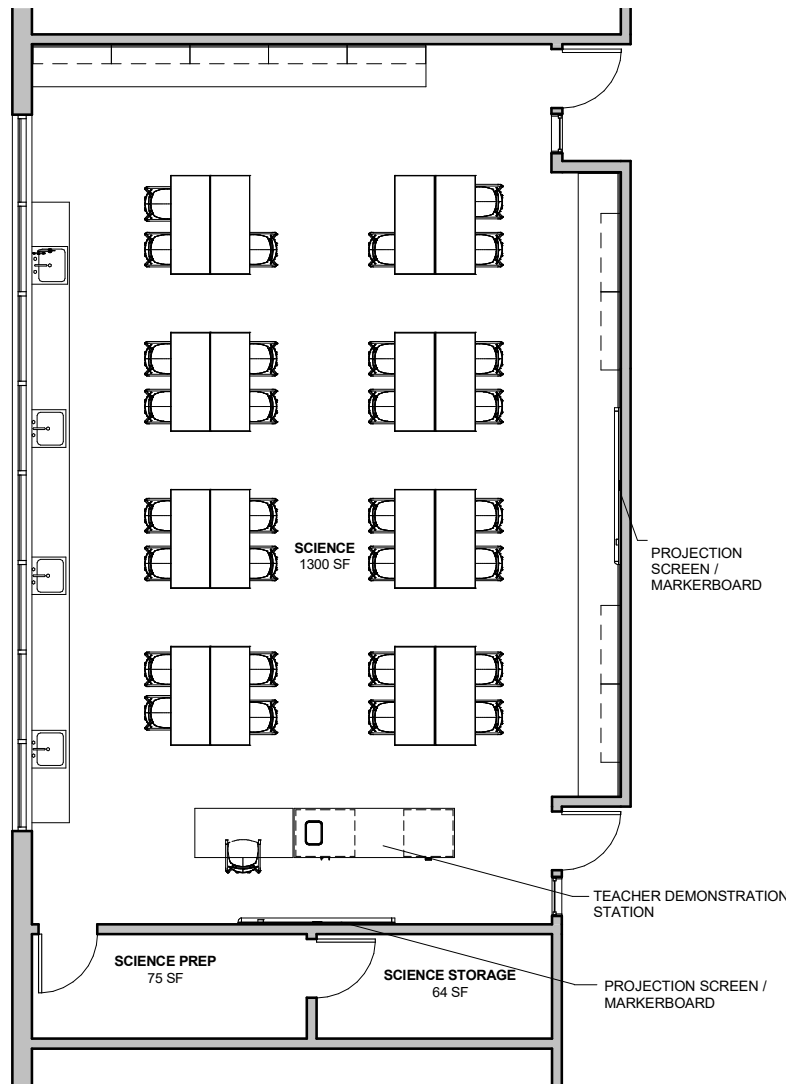 SCIENCE
1300 SF
PROJECTION
SCREEN /
MARKERBOARD
TEACHER DEMONSTRATION
STATION
SCIENCE PREP
75 SF
SCIENCE STORAGE
64 SF
PROJECTION SCREEN /
MARKERBOARD